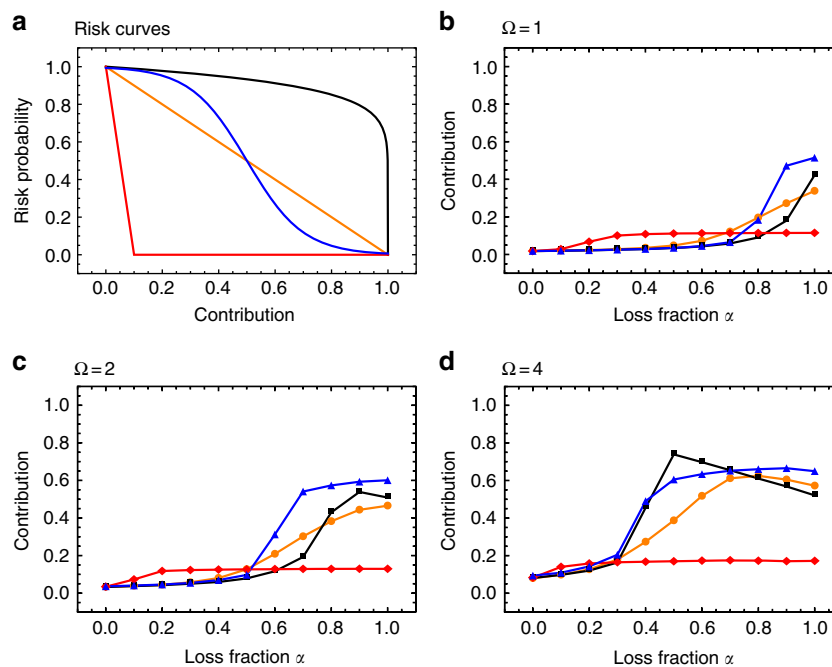 a
Risk curves
1.0
0.8
0.6
0.4
0.2
0.0
Risk probability
0.0 0.2 0.4 0.6 0.8 1.0
Contribution
b
Ω = 1
1.0
0.8
0.6
0.4
0.2
0.0
Contribution
0.0 0.2 0.4 0.6 0.8 1.0
Loss fraction α
c
Ω = 2
1.0
0.8
0.6
0.4
0.2
0.0
Contribution
0.0 0.2 0.4 0.6 0.8 1.0
Loss fraction α
d
Ω = 4
1.0
0.8
0.6
0.4
0.2
0.0
Contribution
0.0 0.2 0.4 0.6 0.8 1.0
Loss fraction α